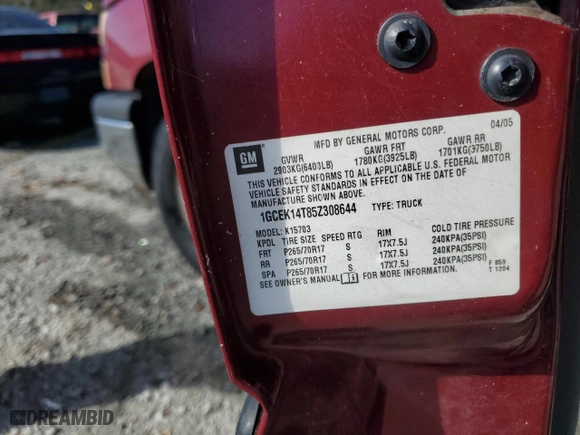 MFD BY GENERAL MOTORS CORP. 04/05
GM
GVWR GAWR FRT GAWR RR
2903KG(6400LB) 1780KG(3925LB) 1701KG(3750LB)
THIS VEHICLE CONFORMS TO ALL APPLICABLE U.S. FEDERAL MOTOR
VEHICLE SAFETY STANDARDS IN EFFECT ON THE DATE OF
MANUFACTURE SHOWN ABOVE.
1GCEK14T85Z308644 TYPE: TRUCK
MODEL: K15703
KPDL TIRE SIZE SPEED RTG RIM COLD TIRE PRESSURE
FRT P265/70R17 S 17X7.5J 240KPA(35PSI)
RR P265/70R17 S 17X7.5J 240KPA(35PSI)
SPA P265/70R17 S 17X7.5J 240KPA(35PSI)
SEE OWNER'S MANUAL FOR MORE INFORMATION.
F 859
T 1204
DREAMBID